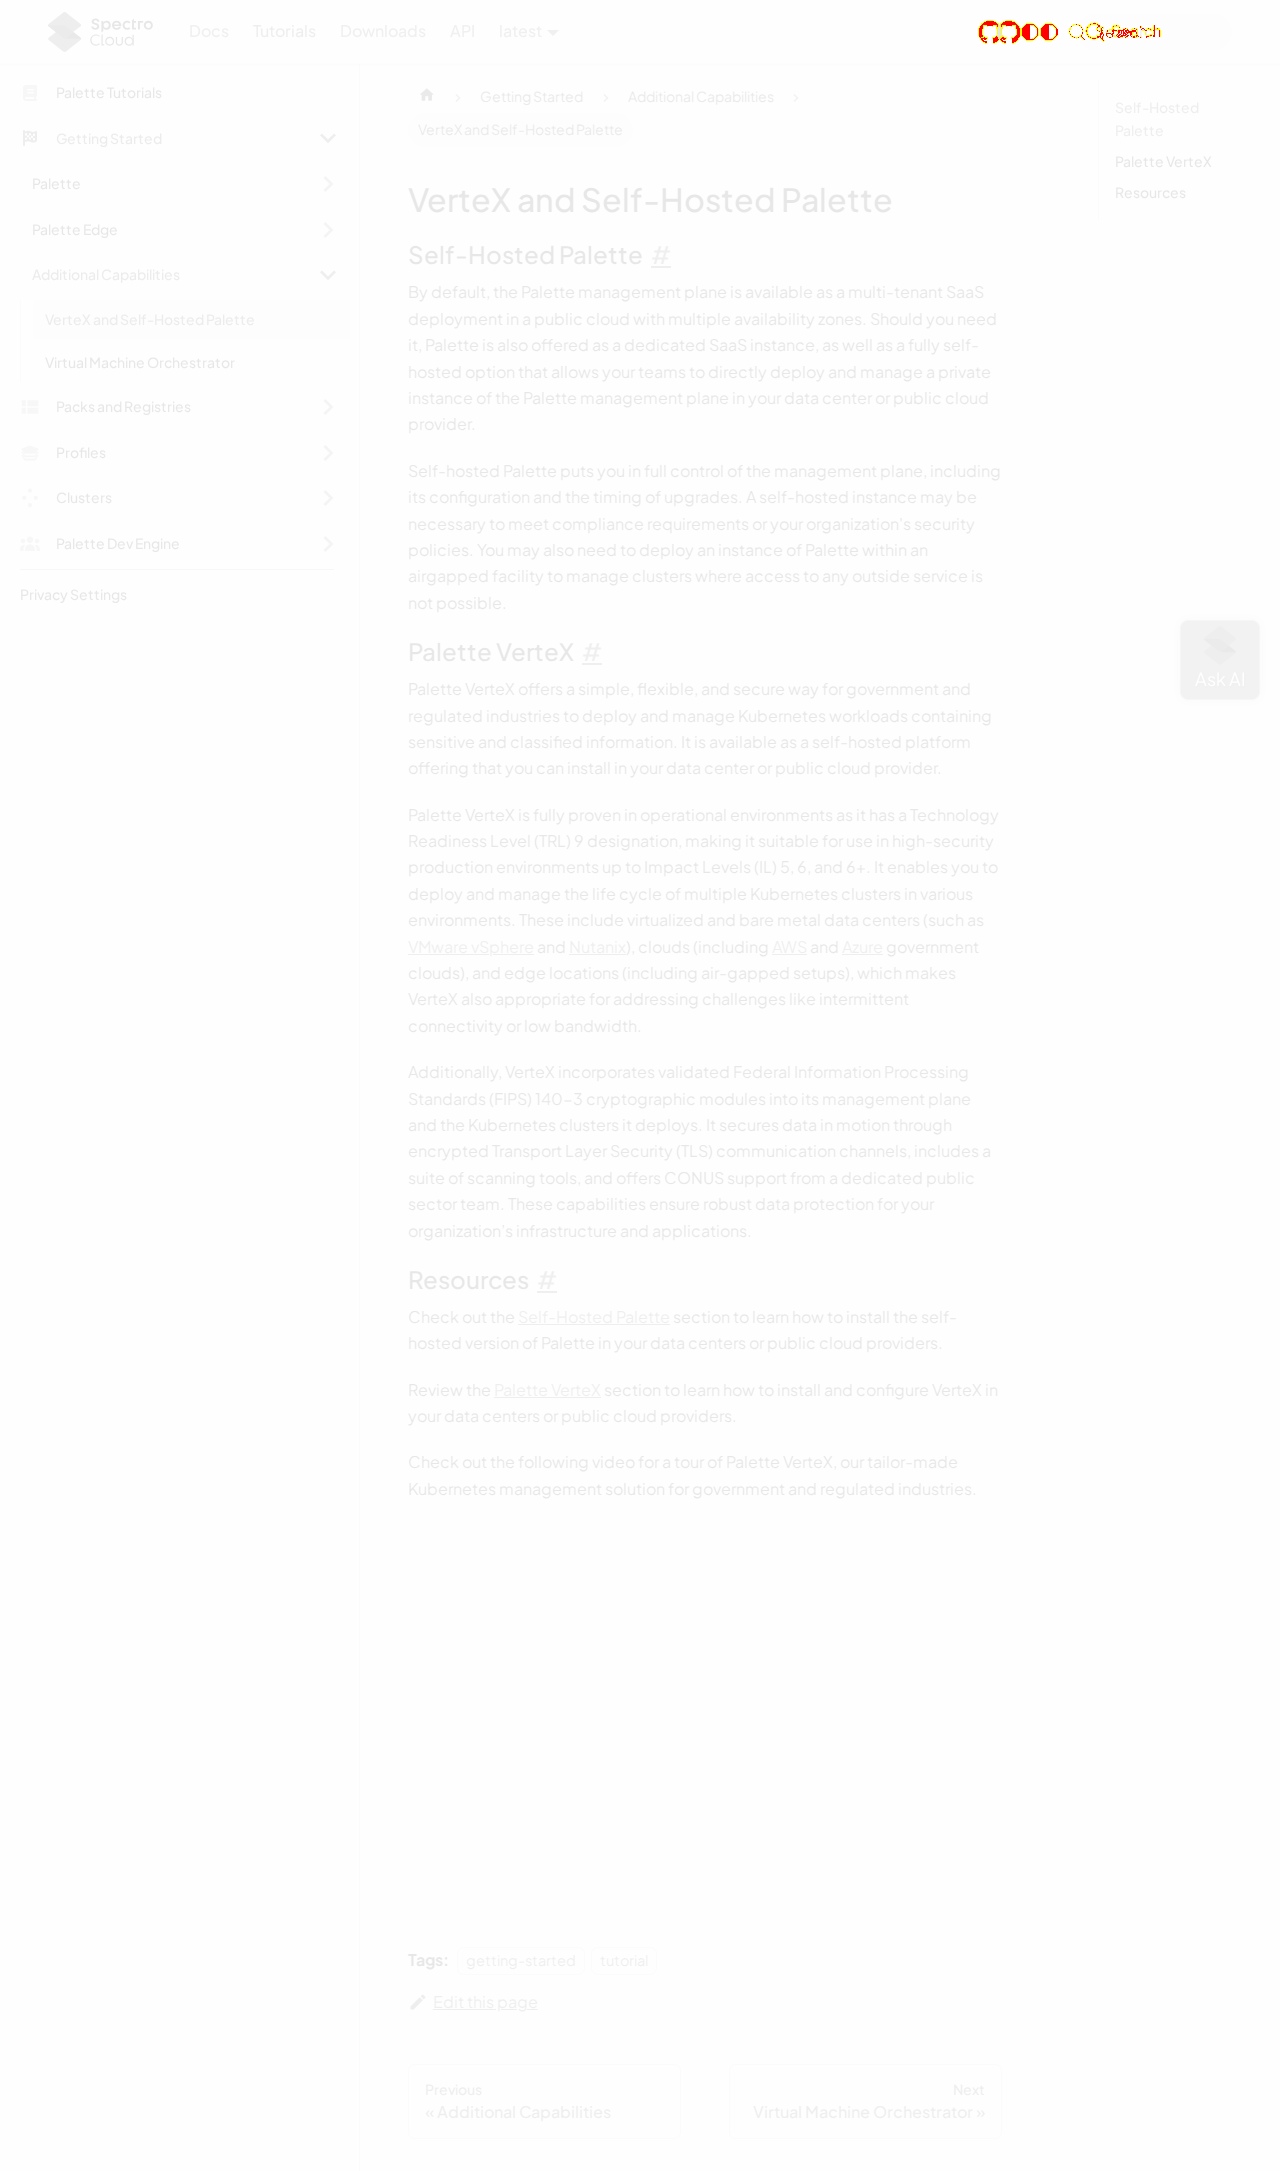 Spectro
Cloud
Docs
Tutorials
Downloads
API
latest
Search
Palette Tutorials
Getting Started
Palette
Palette Edge
Additional Capabilities
VerteX and Self-Hosted Palette
Virtual Machine Orchestrator
Packs and Registries
Profiles
Clusters
Palette Dev Engine
Privacy Settings
Getting Started
Additional Capabilities
VerteX and Self-Hosted Palette
VerteX and Self-Hosted Palette
Self-Hosted Palette #
By default, the Palette management plane is available as a multi-tenant SaaS
deployment in a public cloud with multiple availability zones. Should you need
it, Palette is also offered as a dedicated SaaS instance, as well as a fully self-
hosted option that allows your teams to directly deploy and manage a private
instance of the Palette management plane in your data center or public cloud
provider.
Self-hosted Palette puts you in full control of the management plane, including
its configuration and the timing of upgrades. A self-hosted instance may be
necessary to meet compliance requirements or your organization's security
policies. You may also need to deploy an instance of Palette within an
airgapped facility to manage clusters where access to any outside service is
not possible.
Palette VerteX #
Palette VerteX offers a simple, flexible, and secure way for government and
regulated industries to deploy and manage Kubernetes workloads containing
sensitive and classified information. It is available as a self-hosted platform
offering that you can install in your data center or public cloud provider.
Palette VerteX is fully proven in operational environments as it has a Technology
Readiness Level (TRL) 9 designation, making it suitable for use in high-security
production environments up to Impact Levels (IL) 5, 6, and 6+. It enables you to
deploy and manage the life cycle of multiple Kubernetes clusters in various
environments. These include virtualized and bare metal data centers (such as
VMware vSphere and Nutanix), clouds (including AWS and Azure government
clouds), and edge locations (including air-gapped setups), which makes
VerteX also appropriate for addressing challenges like intermittent
connectivity or low bandwidth.
Additionally, VerteX incorporates validated Federal Information Processing
Standards (FIPS) 140-3 cryptographic modules into its management plane
and the Kubernetes clusters it deploys. It secures data in motion through
encrypted Transport Layer Security (TLS) communication channels, includes a
suite of scanning tools, and offers CONUS support from a dedicated public
sector team. These capabilities ensure robust data protection for your
organization's infrastructure and applications.
Resources #
Check out the Self-Hosted Palette section to learn how to install the self-
hosted version of Palette in your data centers or public cloud providers.
Review the Palette VerteX section to learn how to install and configure VerteX in
your data centers or public cloud providers.
Check out the following video for a tour of Palette VerteX, our tailor-made
Kubernetes management solution for government and regulated industries.
Tags:
getting-started
tutorial
Edit this page
Previous
« Additional Capabilities
Next
Virtual Machine Orchestrator »
Self-Hosted
Palette
Palette VerteX
Resources
Ask AI